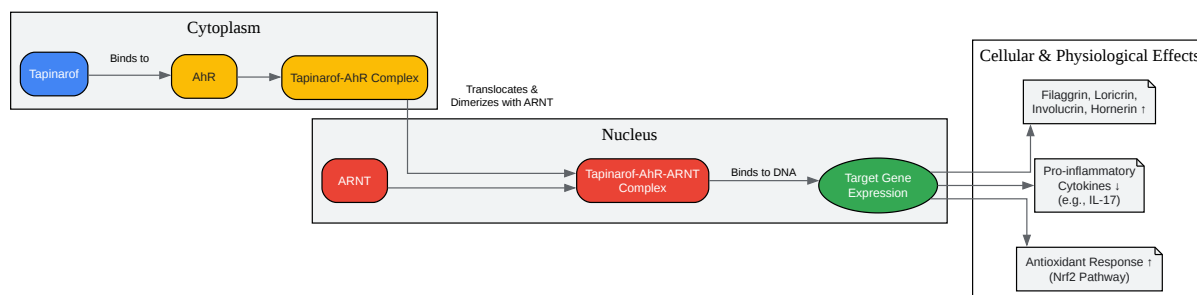 Cytoplasm
Tapinarof
Binds to
AhR
Tapinarof-AhR Complex
Translocates &
Dimerizes with ARNT
Nucleus
ARNT
Tapinarof-AhR-ARNT
Complex
Binds to DNA
Target Gene
Expression
Cellular & Physiological Effects
Filaggrin, Loricrin,
Involucrin, Hornerin ↑
Pro-inflammatory
Cytokines ↓
(e.g., IL-17)
Antioxidant Response ↑
(Nrf2 Pathway)